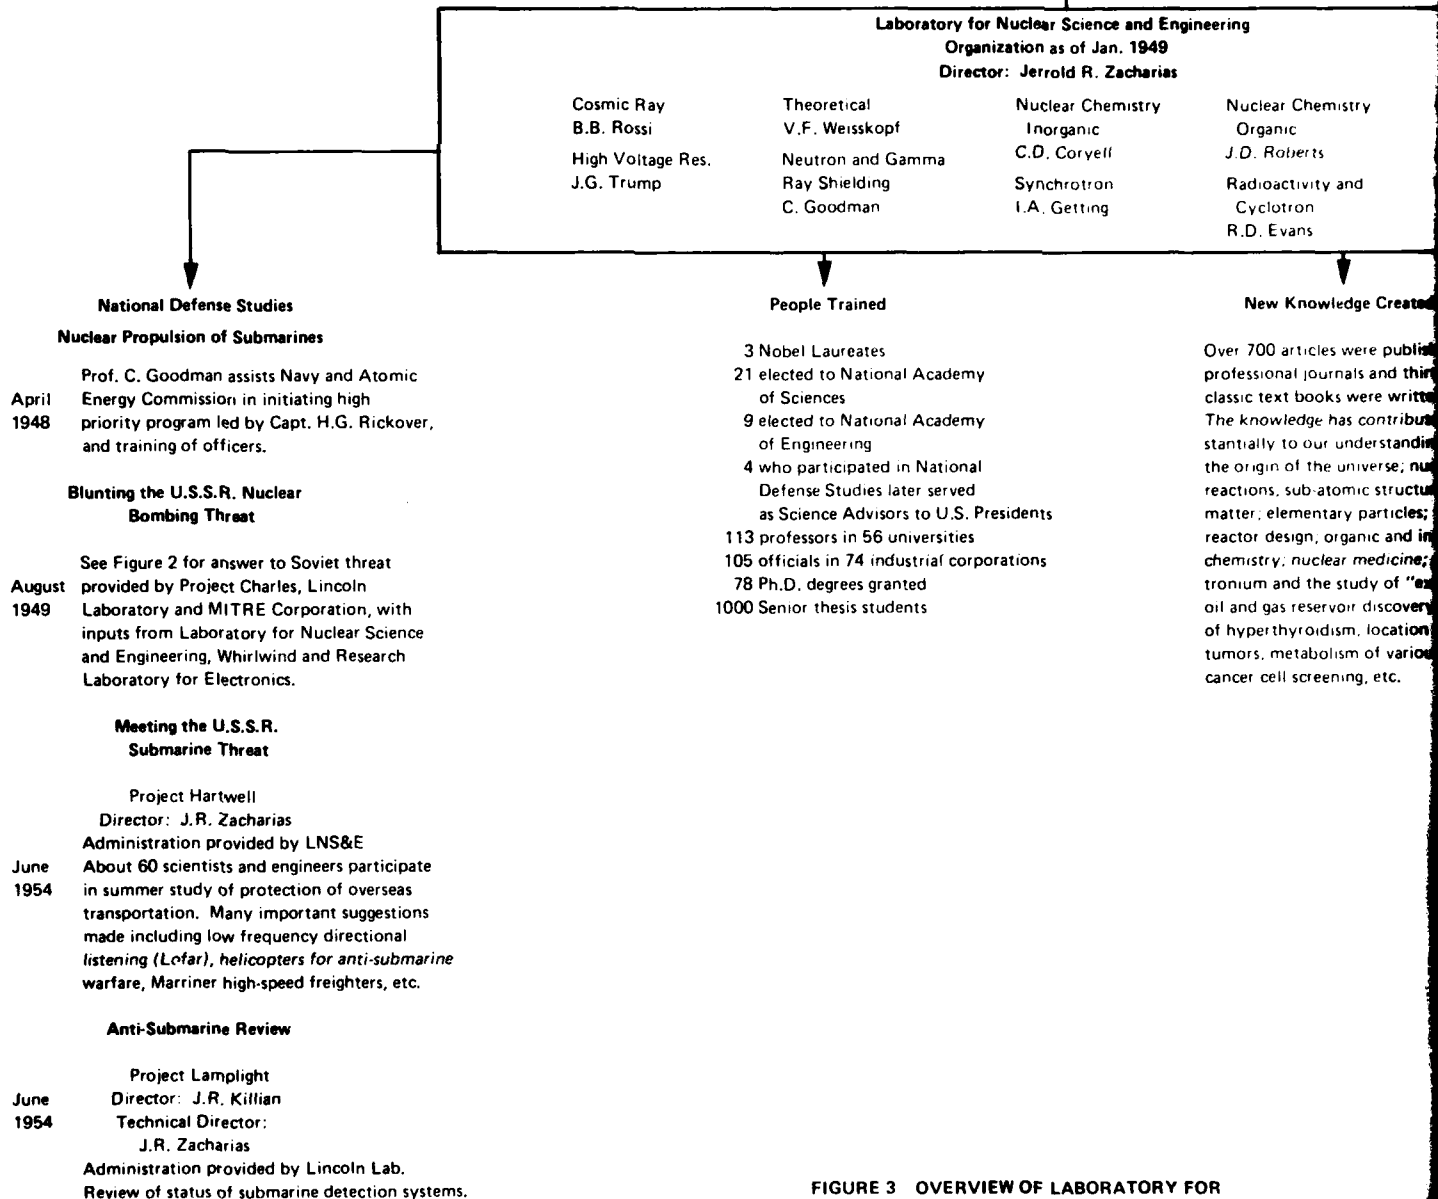 Laboratory for Nuclear Science and Engineering
Organization as of Jan. 1949
Director: Jerrold R. Zacharias
Cosmic Ray
B.B. Rossi
High Voltage Res.
J.G. Trump
Theoretical
V.F. Weisskopf
Neutron and Gamma
Ray Shielding
C. Goodman
Nuclear Chemistry
Inorganic
C.D. Coryell
Synchrotron
I.A. Getting
Nuclear Chemistry
Organic
J.D. Roberts
Radioactivity and
Cyclotron
R.D. Evans
National Defense Studies
Nuclear Propulsion of Submarines
April
1948
Prof. C. Goodman assists Navy and Atomic
Energy Commission in initiating high
priority program led by Capt. H.G. Rickover,
and training of officers.
Blunting the U.S.S.R. Nuclear
Bombing Threat
August
1949
See Figure 2 for answer to Soviet threat
provided by Project Charles, Lincoln
Laboratory and MITRE Corporation, with
inputs from Laboratory for Nuclear Science
and Engineering, Whirlwind and Research
Laboratory for Electronics.
Meeting the U.S.S.R.
Submarine Threat
Project Hartwell
Director: J.R. Zacharias
Administration provided by LNS&E
June
1954
About 60 scientists and engineers participate
in summer study of protection of overseas
transportation. Many important suggestions
made including low frequency directional
listening (Lofar), helicopters for anti-submarine
warfare, Marriner high-speed freighters, etc.
Anti-Submarine Review
June
1954
Project Lamplight
Director: J.R. Killian
Technical Director:
J.R. Zacharias
Administration provided by Lincoln Lab.
Review of status of submarine detection systems.
People Trained
3 Nobel Laureates
21 elected to National Academy
of Sciences
9 elected to National Academy
of Engineering
4 who participated in National
Defense Studies later served
as Science Advisors to U.S. Presidents
113 professors in 56 universities
105 officials in 74 industrial corporations
78 Ph.D. degrees granted
1000 Senior thesis students
New Knowledge Created
Over 700 articles were
professional journals and
classic text books were
The knowledge has
stantially to our
the origin of the universe;
reactions, sub-atomic
matter; elementary particles;
reactor design; organic and
chemistry; nuclear medicine;
tronium and the study of
oil and gas reservoir discovery
of hyperthyroidism, location
tumors, metabolism of
cancer cell screening, etc.
FIGURE 3 OVERVIEW OF LABORATORY FOR